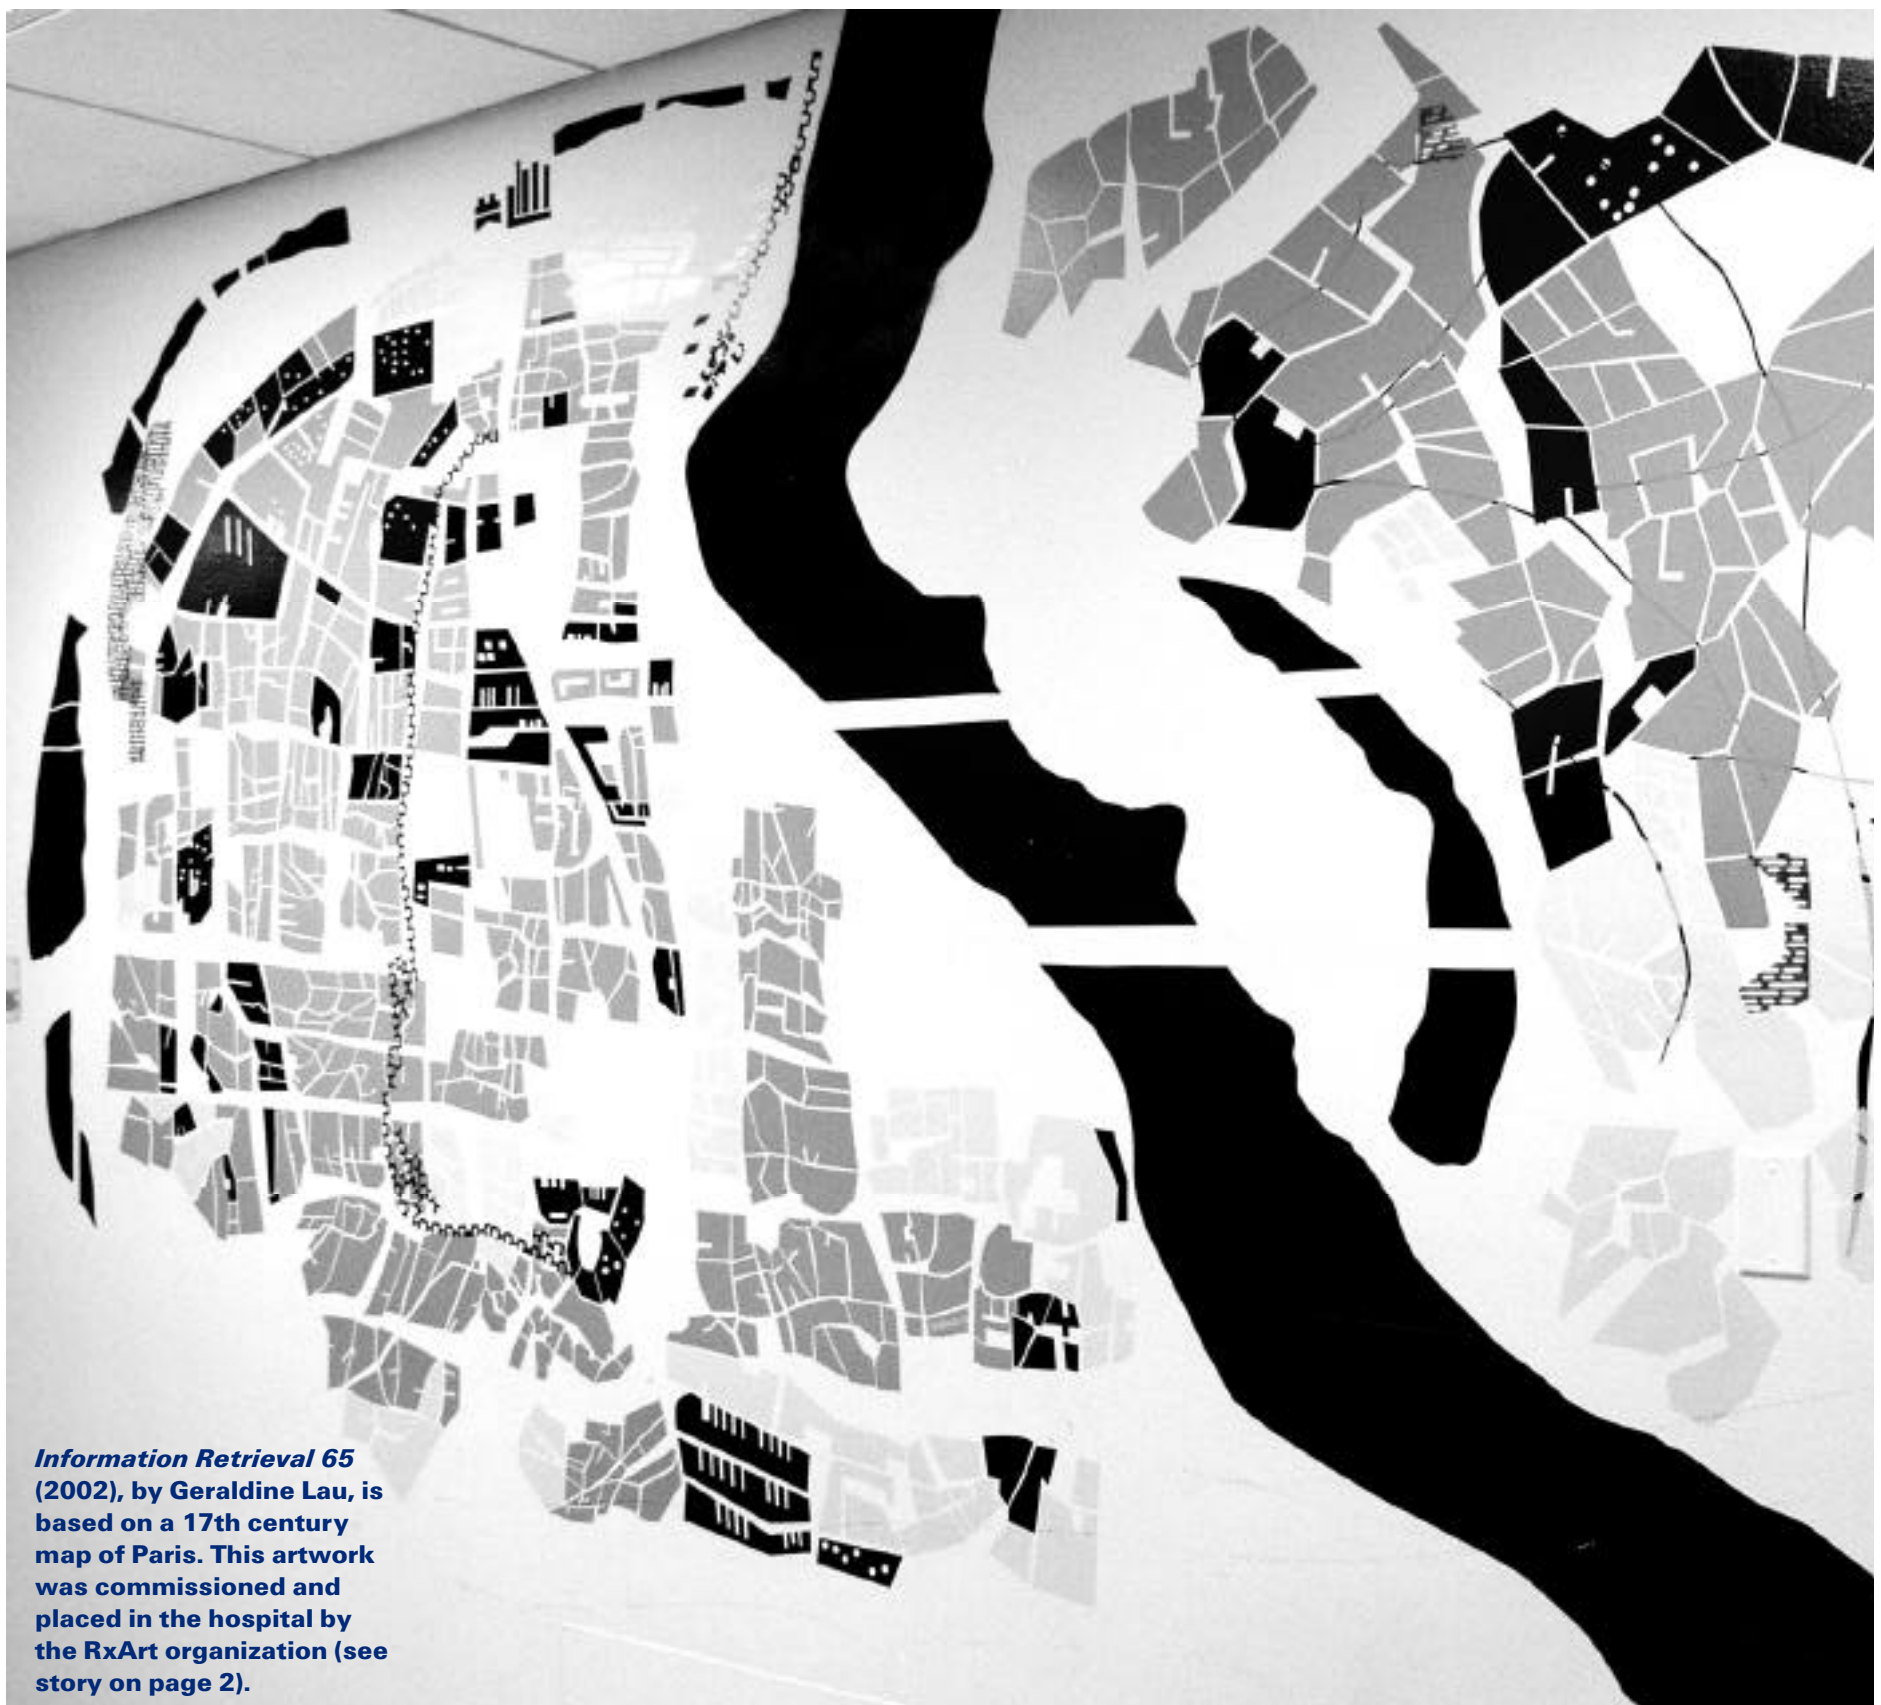 Information Retrieval 65
(2002), by Geraldine Lau, is
based on a 17th century
map of Paris. This artwork
was commissioned and
placed in the hospital by
the RxArt organization (see
story on page 2).